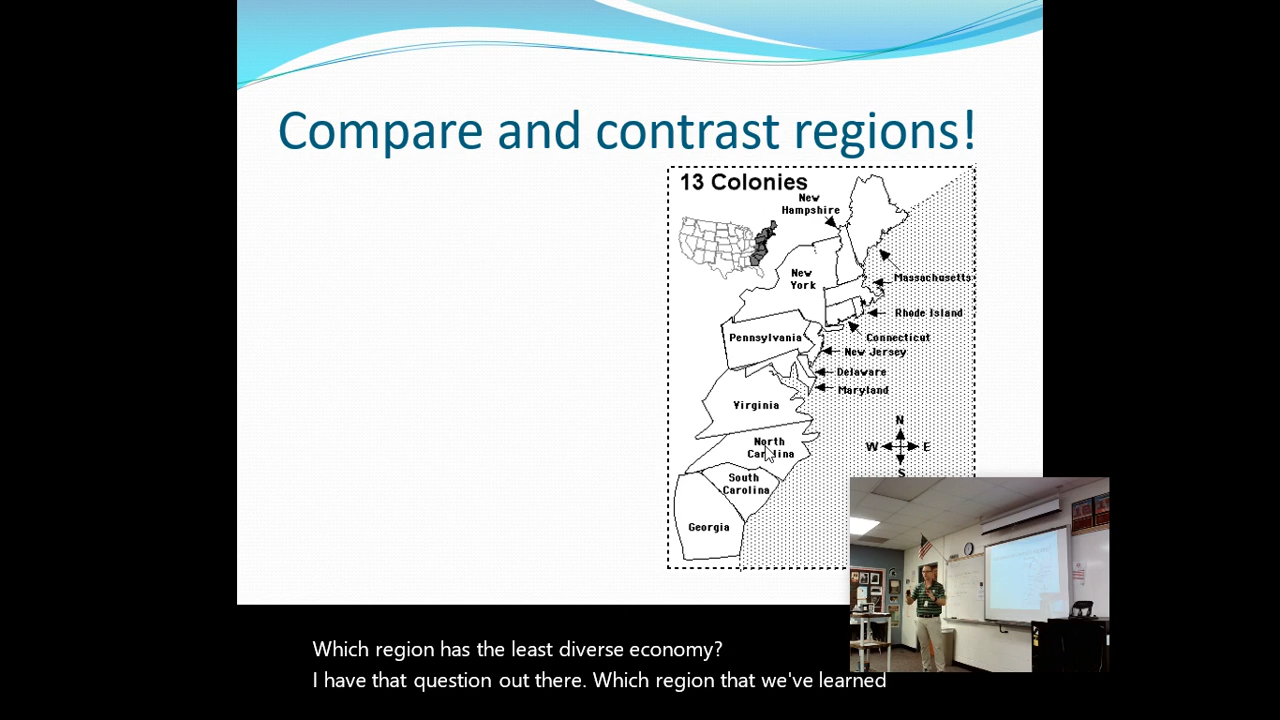 Compare and contrast regions!
13 Colonies
New
Hampshire
New
York
Massachusetts
Rhode Island
Pennsylvania
Connecticut
New Jersey
Delaware
Maryland
Virginia
N
North
Carolina
W E
S
South
Carolina
Georgia
Which region has the least diverse economy?
I have that question out there. Which region that we've learned